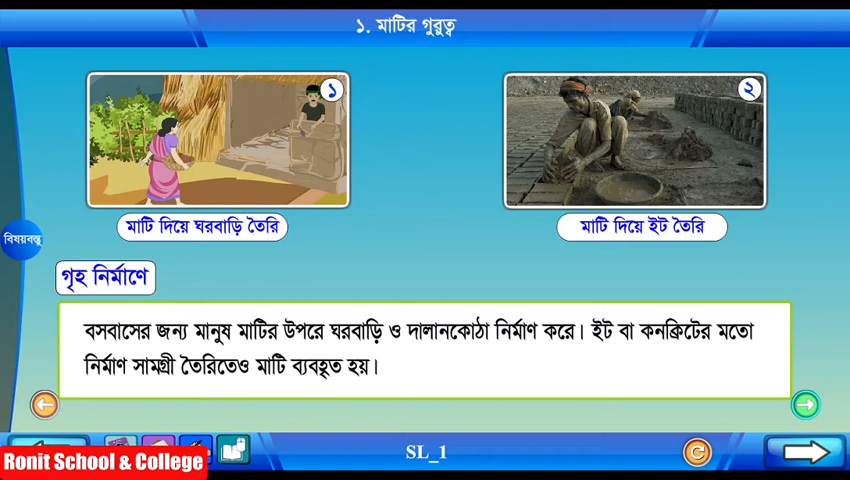 ১. মাটির গুরুত্ব
১
২
মাটি দিয়ে ঘরবাড়ি তৈরি
মাটি দিয়ে ইট তৈরি
বিষয়বস্তু
গৃহ নির্মাণে
বসবাসের জন্য মানুষ মাটির উপরে ঘরবাড়ি ও দালানকোঠা নির্মাণ করে। ইট বা কনক্রিটের মতো
নির্মাণ সামগ্রী তৈরিতেও মাটি ব্যবহৃত হয়।
SL_1
Ronit School & College